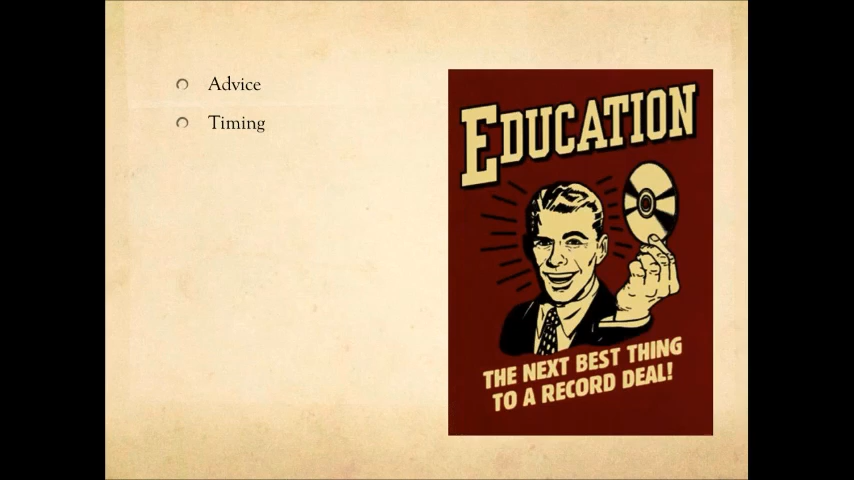 Advice
Timing
EDUCATION
THE NEXT BEST THING
TO A RECORD DEAL!